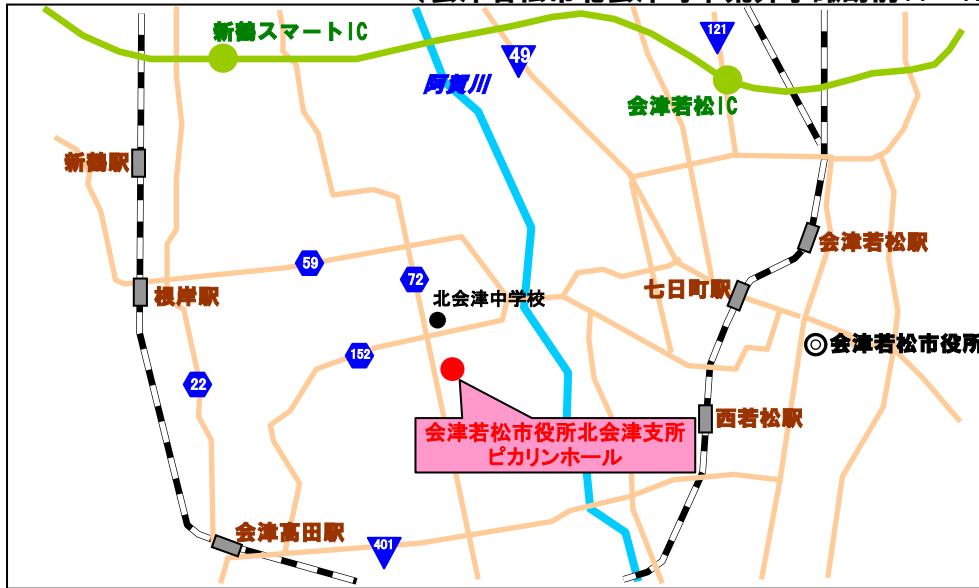 新鶴スマートIC
121
49
阿賀川
会津若松IC
新鶴駅
会津若松駅
59
72
七日町駅
根岸駅
北会津中学校
会津若松市役所
152
22
会津若松市役所北会津支所
ピカリンホール
西若松駅
会津高田駅
401